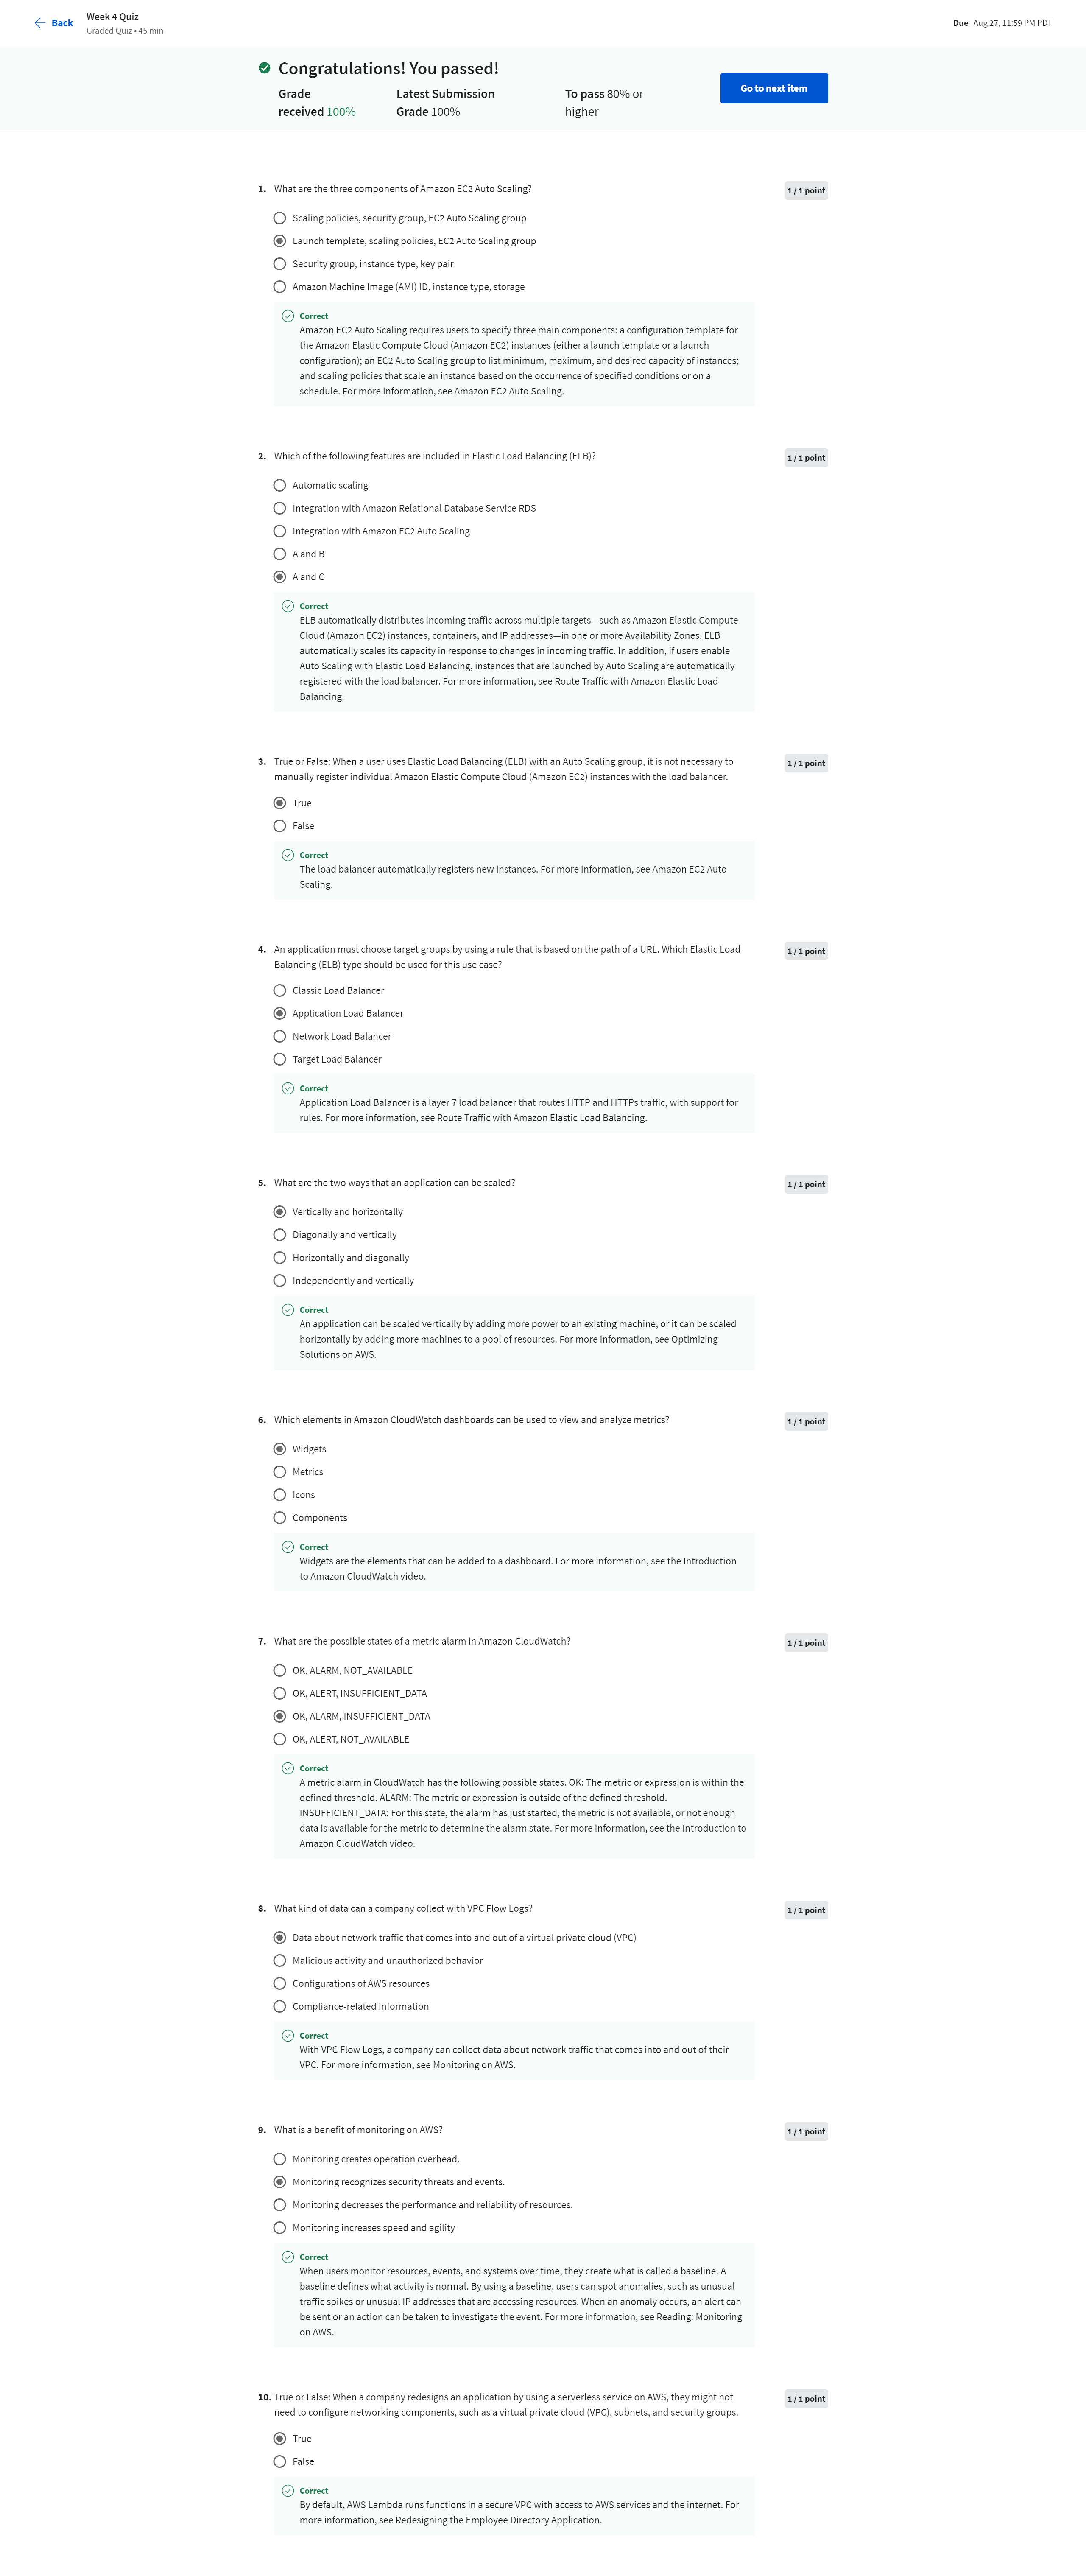 Back
Week 4 Quiz
Graded Quiz • 45 min
Due Aug 27, 11:59 PM PDT
Congratulations! You passed!
Grade received 100%
Latest Submission Grade 100%
To pass 80% or higher
Go to next item
1. What are the three components of Amazon EC2 Auto Scaling?
1 / 1 point
Scaling policies, security group, EC2 Auto Scaling group
Launch template, scaling policies, EC2 Auto Scaling group
Security group, instance type, key pair
Amazon Machine Image (AMI) ID, instance type, storage
Correct
Amazon EC2 Auto Scaling requires users to specify three main components: a configuration template for
the Amazon Elastic Compute Cloud (Amazon EC2) instances (either a launch template or a launch
configuration); an EC2 Auto Scaling group to list minimum, maximum, and desired capacity of instances;
and scaling policies that scale an instance based on the occurrence of specified conditions or on a
schedule. For more information, see Amazon EC2 Auto Scaling.
2. Which of the following features are included in Elastic Load Balancing (ELB)?
1 / 1 point
Automatic scaling
Integration with Amazon Relational Database Service RDS
Integration with Amazon EC2 Auto Scaling
A and B
A and C
Correct
ELB automatically distributes incoming traffic across multiple targets—such as Amazon Elastic Compute
Cloud (Amazon EC2) instances, containers, and IP addresses—in one or more Availability Zones. ELB
automatically scales its capacity in response to changes in incoming traffic. In addition, if users enable
Auto Scaling with Elastic Load Balancing, instances that are launched by Auto Scaling are automatically
registered with the load balancer. For more information, see Route Traffic with Amazon Elastic Load
Balancing.
3. True or False: When a user uses Elastic Load Balancing (ELB) with an Auto Scaling group, it is not necessary to
manually register individual Amazon Elastic Compute Cloud (Amazon EC2) instances with the load balancer.
1 / 1 point
True
False
Correct
The load balancer automatically registers new instances. For more information, see Amazon EC2 Auto
Scaling.
4. An application must choose target groups by using a rule that is based on the path of a URL. Which Elastic Load
Balancing (ELB) type should be used for this use case?
1 / 1 point
Classic Load Balancer
Application Load Balancer
Network Load Balancer
Target Load Balancer
Correct
Application Load Balancer is a layer 7 load balancer that routes HTTP and HTTPs traffic, with support for
rules. For more information, see Route Traffic with Amazon Elastic Load Balancing.
5. What are the two ways that an application can be scaled?
1 / 1 point
Vertically and horizontally
Diagonally and vertically
Horizontally and diagonally
Independently and vertically
Correct
An application can be scaled vertically by adding more power to an existing machine, or it can be scaled
horizontally by adding more machines to a pool of resources. For more information, see Optimizing
Solutions on AWS.
6. Which elements in Amazon CloudWatch dashboards can be used to view and analyze metrics?
1 / 1 point
Widgets
Metrics
Icons
Components
Correct
Widgets are the elements that can be added to a dashboard. For more information, see the Introduction
to Amazon CloudWatch video.
7. What are the possible states of a metric alarm in Amazon CloudWatch?
1 / 1 point
OK, ALARM, NOT_AVAILABLE
OK, ALERT, INSUFFICIENT_DATA
OK, ALARM, INSUFFICIENT_DATA
OK, ALERT, NOT_AVAILABLE
Correct
A metric alarm in CloudWatch has the following possible states. OK: The metric or expression is within the
defined threshold. ALARM: The metric or expression is outside of the defined threshold.
INSUFFICIENT_DATA: For this state, the alarm has just started, the metric is not available, or not enough
data is available for the metric to determine the alarm state. For more information, see the Introduction to
Amazon CloudWatch video.
8. What kind of data can a company collect with VPC Flow Logs?
1 / 1 point
Data about network traffic that comes into and out of a virtual private cloud (VPC)
Malicious activity and unauthorized behavior
Configurations of AWS resources
Compliance-related information
Correct
With VPC Flow Logs, a company can collect data about network traffic that comes into and out of their
VPC. For more information, see Monitoring on AWS.
9. What is a benefit of monitoring on AWS?
1 / 1 point
Monitoring creates operation overhead.
Monitoring recognizes security threats and events.
Monitoring decreases the performance and reliability of resources.
Monitoring increases speed and agility
Correct
When users monitor resources, events, and systems over time, they create what is called a baseline. A
baseline defines what activity is normal. By using a baseline, users can spot anomalies, such as unusual
traffic spikes or unusual IP addresses that are accessing resources. When an anomaly occurs, an alert can
be sent or an action can be taken to investigate the event. For more information, see Reading: Monitoring
on AWS.
10. True or False: When a company redesigns an application by using a serverless service on AWS, they might not
need to configure networking components, such as a virtual private cloud (VPC), subnets, and security groups.
1 / 1 point
True
False
Correct
By default, AWS Lambda runs functions in a secure VPC with access to AWS services and the internet. For
more information, see Redesigning the Employee Directory Application.